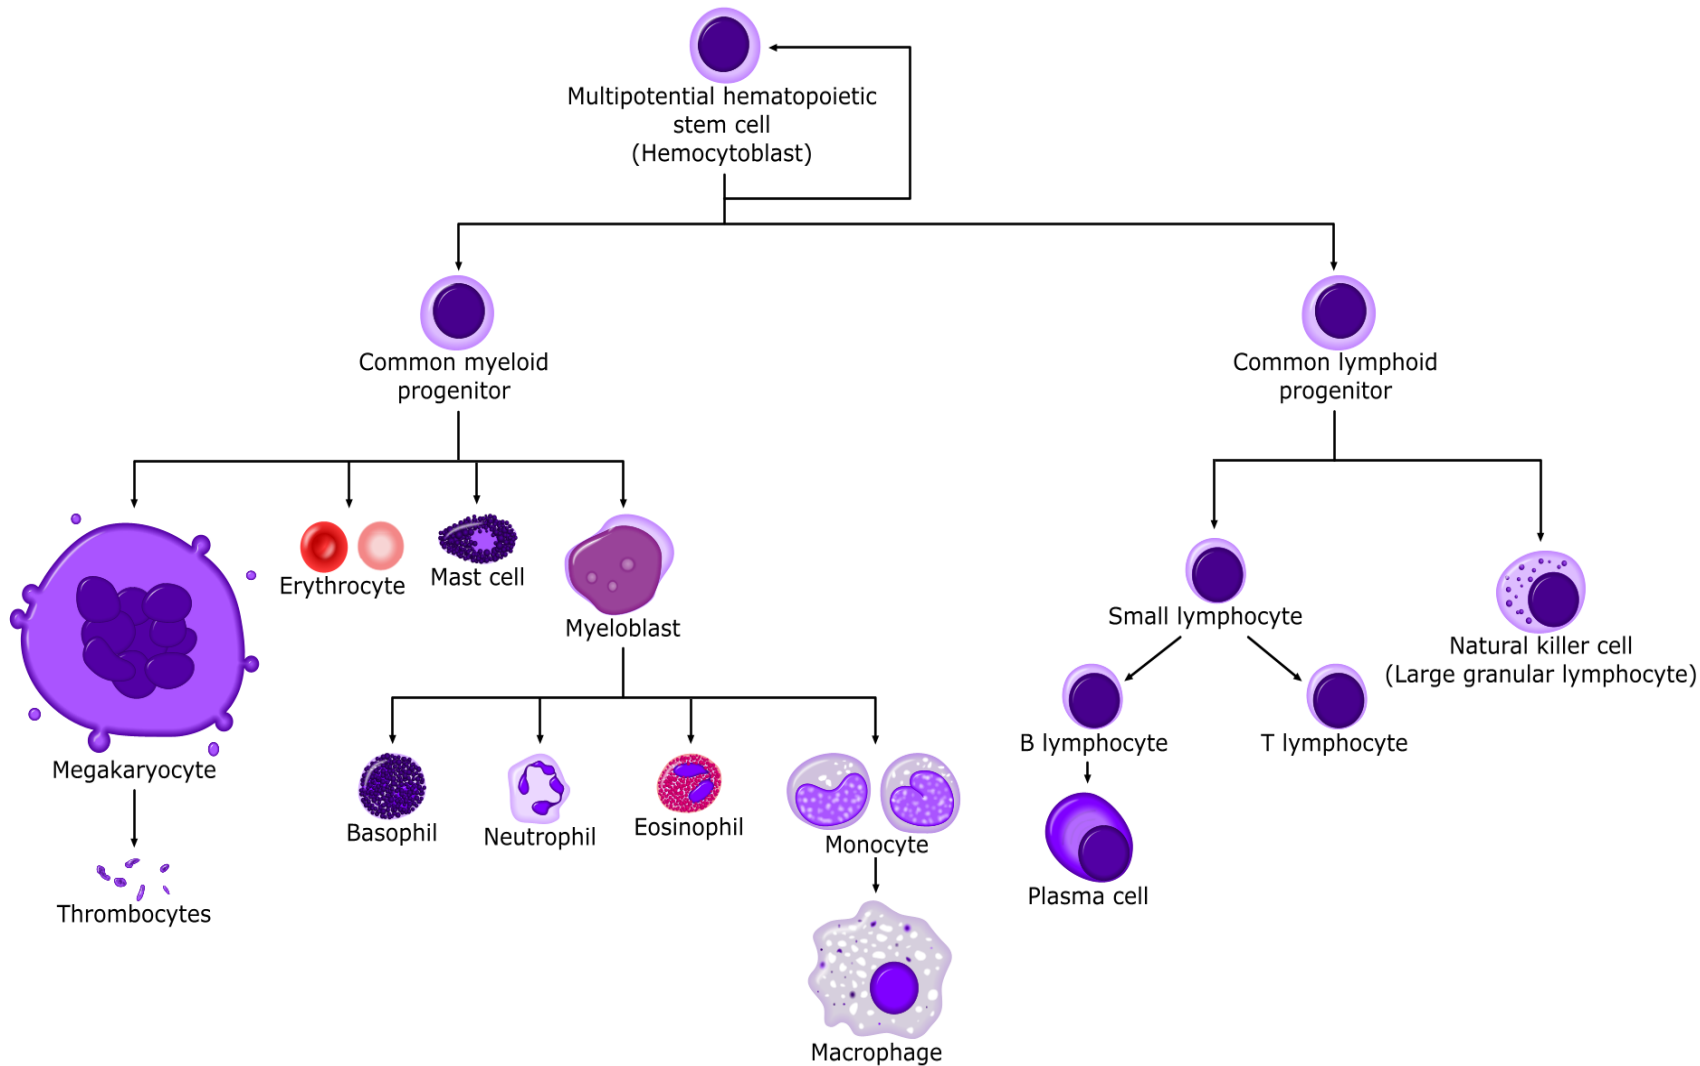 Multipotential hematopoietic
stem cell
(Hemocytoblast)
Common myeloid
progenitor
Common lymphoid
progenitor
Erythrocyte
Mast cell
Myeloblast
Small lymphocyte
Natural killer cell
(Large granular lymphocyte)
Megakaryocyte
B lymphocyte
T lymphocyte
Basophil
Neutrophil
Eosinophil
Monocyte
Plasma cell
Thrombocytes
Macrophage